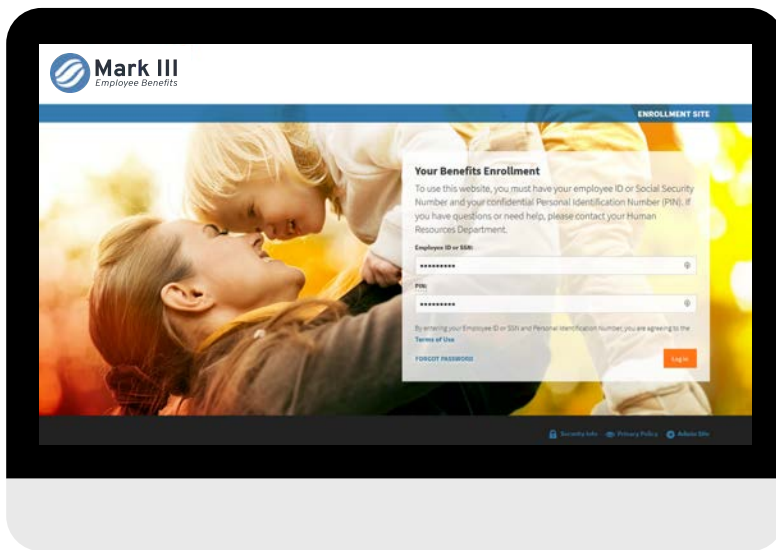 Mark III
Employee Benefits
ENROLLMENT SITE
Your Benefits Enrollment
To use this website, you must have your employee ID or Social Security
Number and your confidential Personal Identification Number (PIN). If
you have questions or need help, please contact your Human
Resources Department.
Employee ID or SSN:
*********
PIN:
*********
By entering your Employee ID or SSN and Personal Identification Number, you are agreeing to the
Terms of Use
FORGOT PASSWORD
Log In
Security Info
Privacy Policy
Admin Site